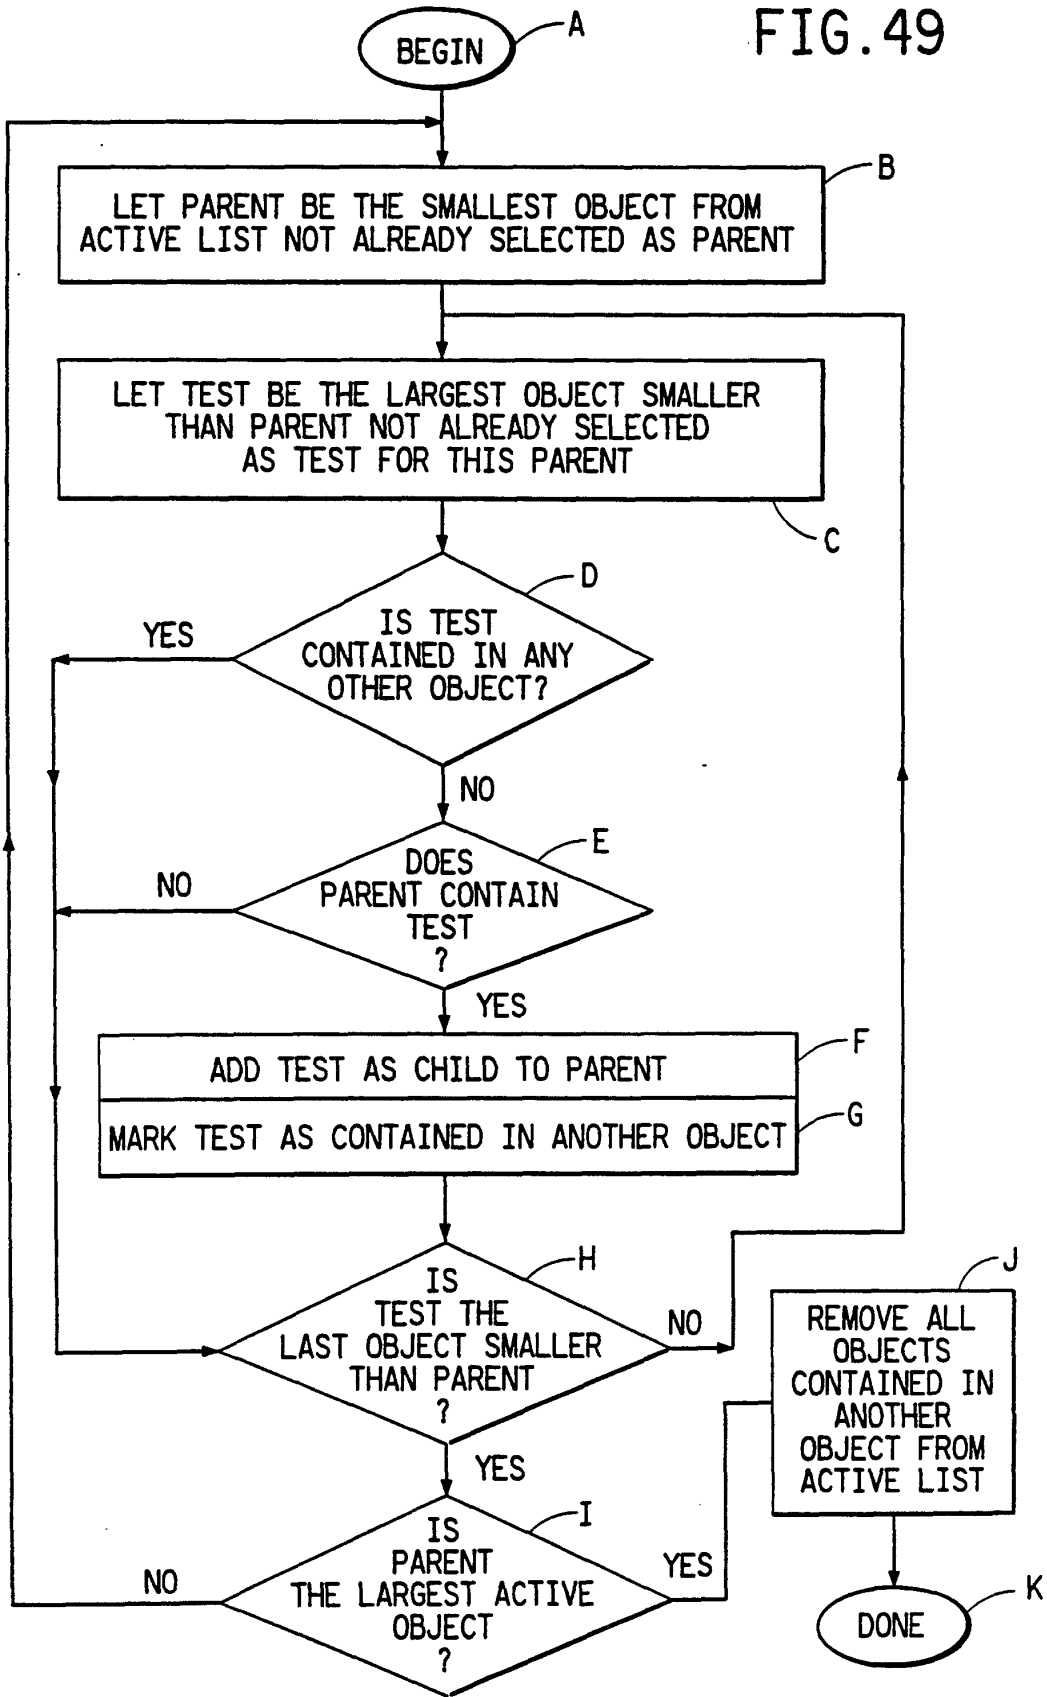 FIG.49
BEGIN
A
B
LET PARENT BE THE SMALLEST OBJECT FROM
ACTIVE LIST NOT ALREADY SELECTED AS PARENT
LET TEST BE THE LARGEST OBJECT SMALLER
THAN PARENT NOT ALREADY SELECTED
AS TEST FOR THIS PARENT
C
D
IS TEST
CONTAINED IN ANY
OTHER OBJECT?
YES
NO
E
DOES
PARENT CONTAIN
TEST
?
NO
YES
F
ADD TEST AS CHILD TO PARENT
G
MARK TEST AS CONTAINED IN ANOTHER OBJECT
H
IS
TEST THE
LAST OBJECT SMALLER
THAN PARENT
?
NO
YES
I
IS
PARENT
THE LARGEST ACTIVE
OBJECT
?
NO
YES
J
REMOVE ALL
OBJECTS
CONTAINED IN
ANOTHER
OBJECT FROM
ACTIVE LIST
K
DONE